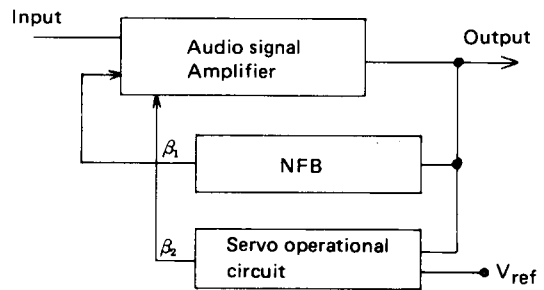 Input
Audio signal
Amplifier
Output
β₁
NFB
β₂
Servo operational
circuit
Vref